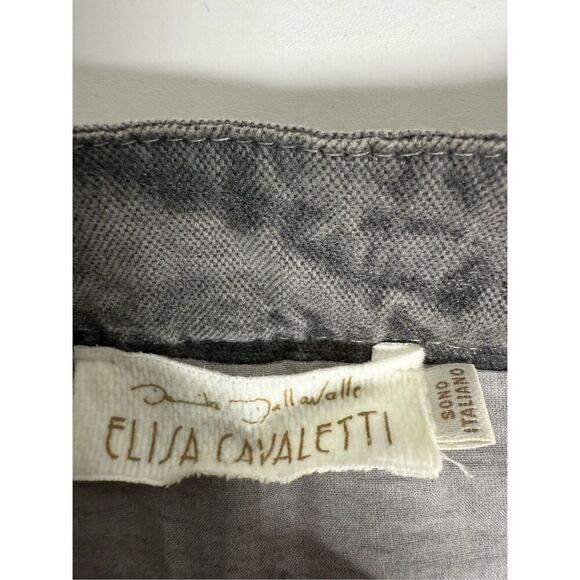 Daniela Dallavalle
ELISA CAVALETTI
SONO
ITALIANO